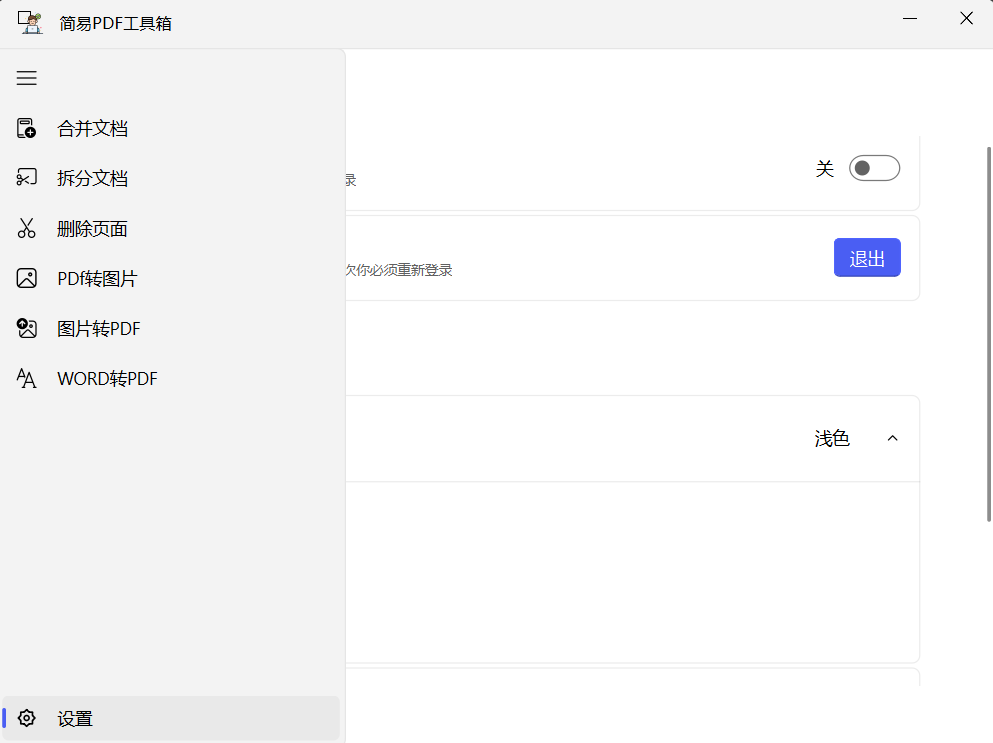 简易PDF工具箱
合并文档
拆分文档
删除页面
PDf转图片
图片转PDF
WORD转PDF
设置
录
关
次你必须重新登录
退出
浅色